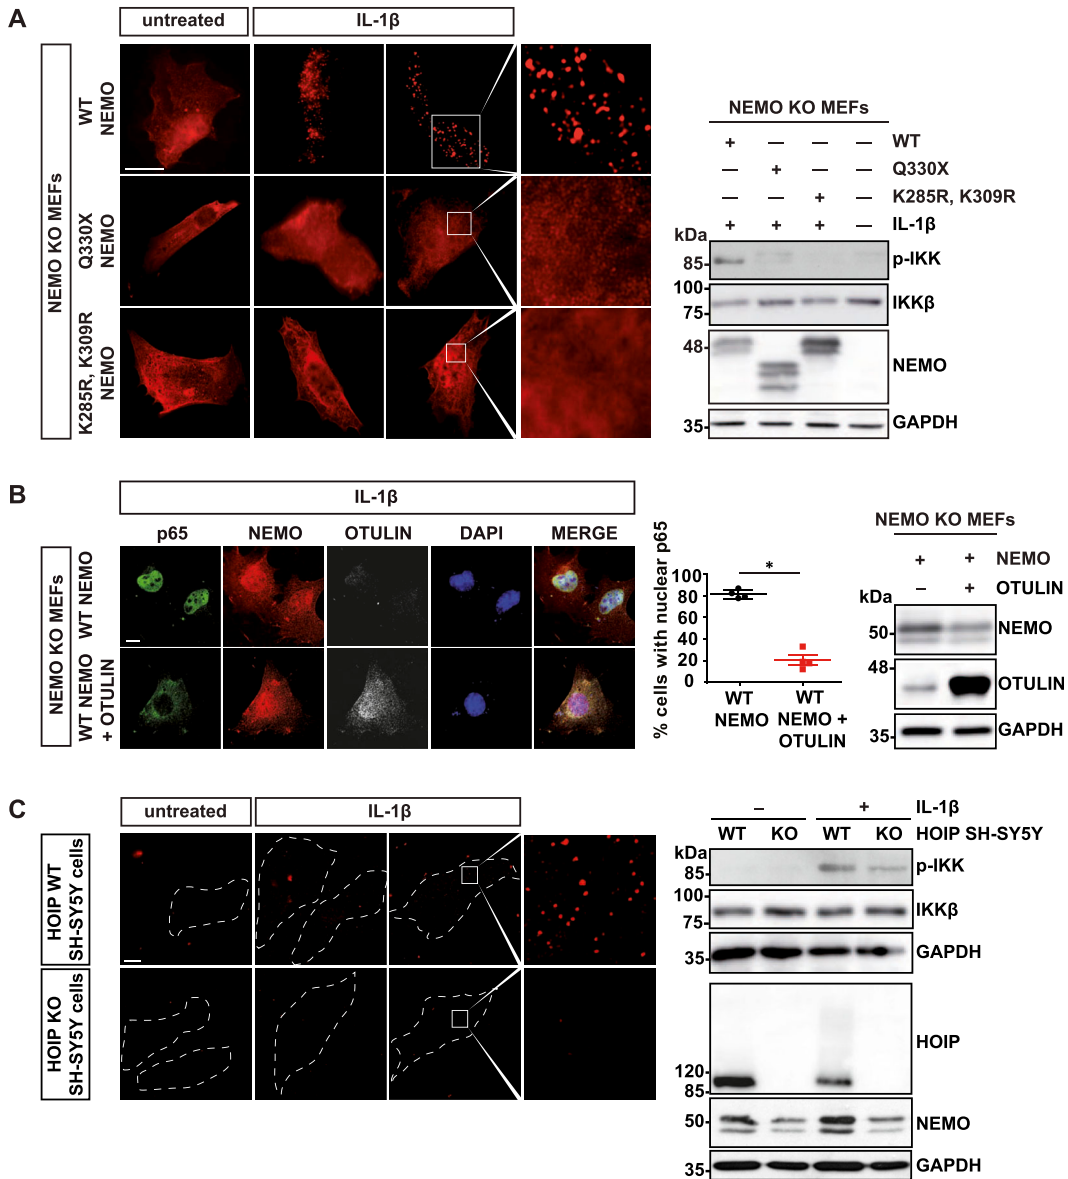 A
untreated
IL-1β
NEMO KO MEFs
WT
NEMO
Q330X
NEMO
K285R, K309R
NEMO
NEMO KO MEFs
+ — — — WT
— + — — Q330X
— — + — K285R, K309R
+ + + — IL-1β
kDa
85- p-IKK
100-
75- IKKβ
48- NEMO
35- GAPDH
B
IL-1β
p65 NEMO OTULIN DAPI MERGE
NEMO KO MEFs
WT NEMO
WT NEMO
+ OTULIN
% cells with nuclear p65
100
80
60
40
20
0
*
WT
NEMO
WT
NEMO +
OTULIN
NEMO KO MEFs
+ + NEMO
– + OTULIN
kDa
50- NEMO
48- OTULIN
35- GAPDH
C
untreated
IL-1β
HOIP WT
SH-SY5Y cells
HOIP KO
SH-SY5Y cells
– + IL-1β
WT KO WT KO HOIP SH-SY5Y
kDa
85- p-IKK
100-
75- IKKβ
35- GAPDH
HOIP
120-
85-
50- NEMO
35- GAPDH